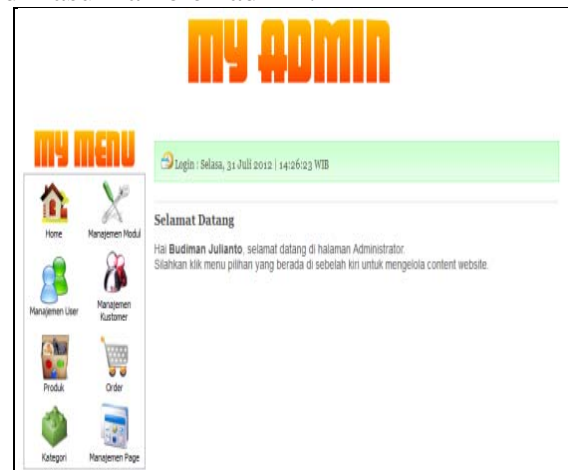 MY ADMIN
MY MENU
Login : Selasa, 31 Juli 2012 | 14:26:23 WIB
Home
Manajemen Modul
Selamat Datang
Hai Budiman Julianto, selamat datang di halaman Administrator.
Silahkan klik menu pilihan yang berada di sebelah kiri untuk mengelola content website.
Manajemen User
Manajemen
Kustomer
Produk
Order
Kategori
Manajemen Page